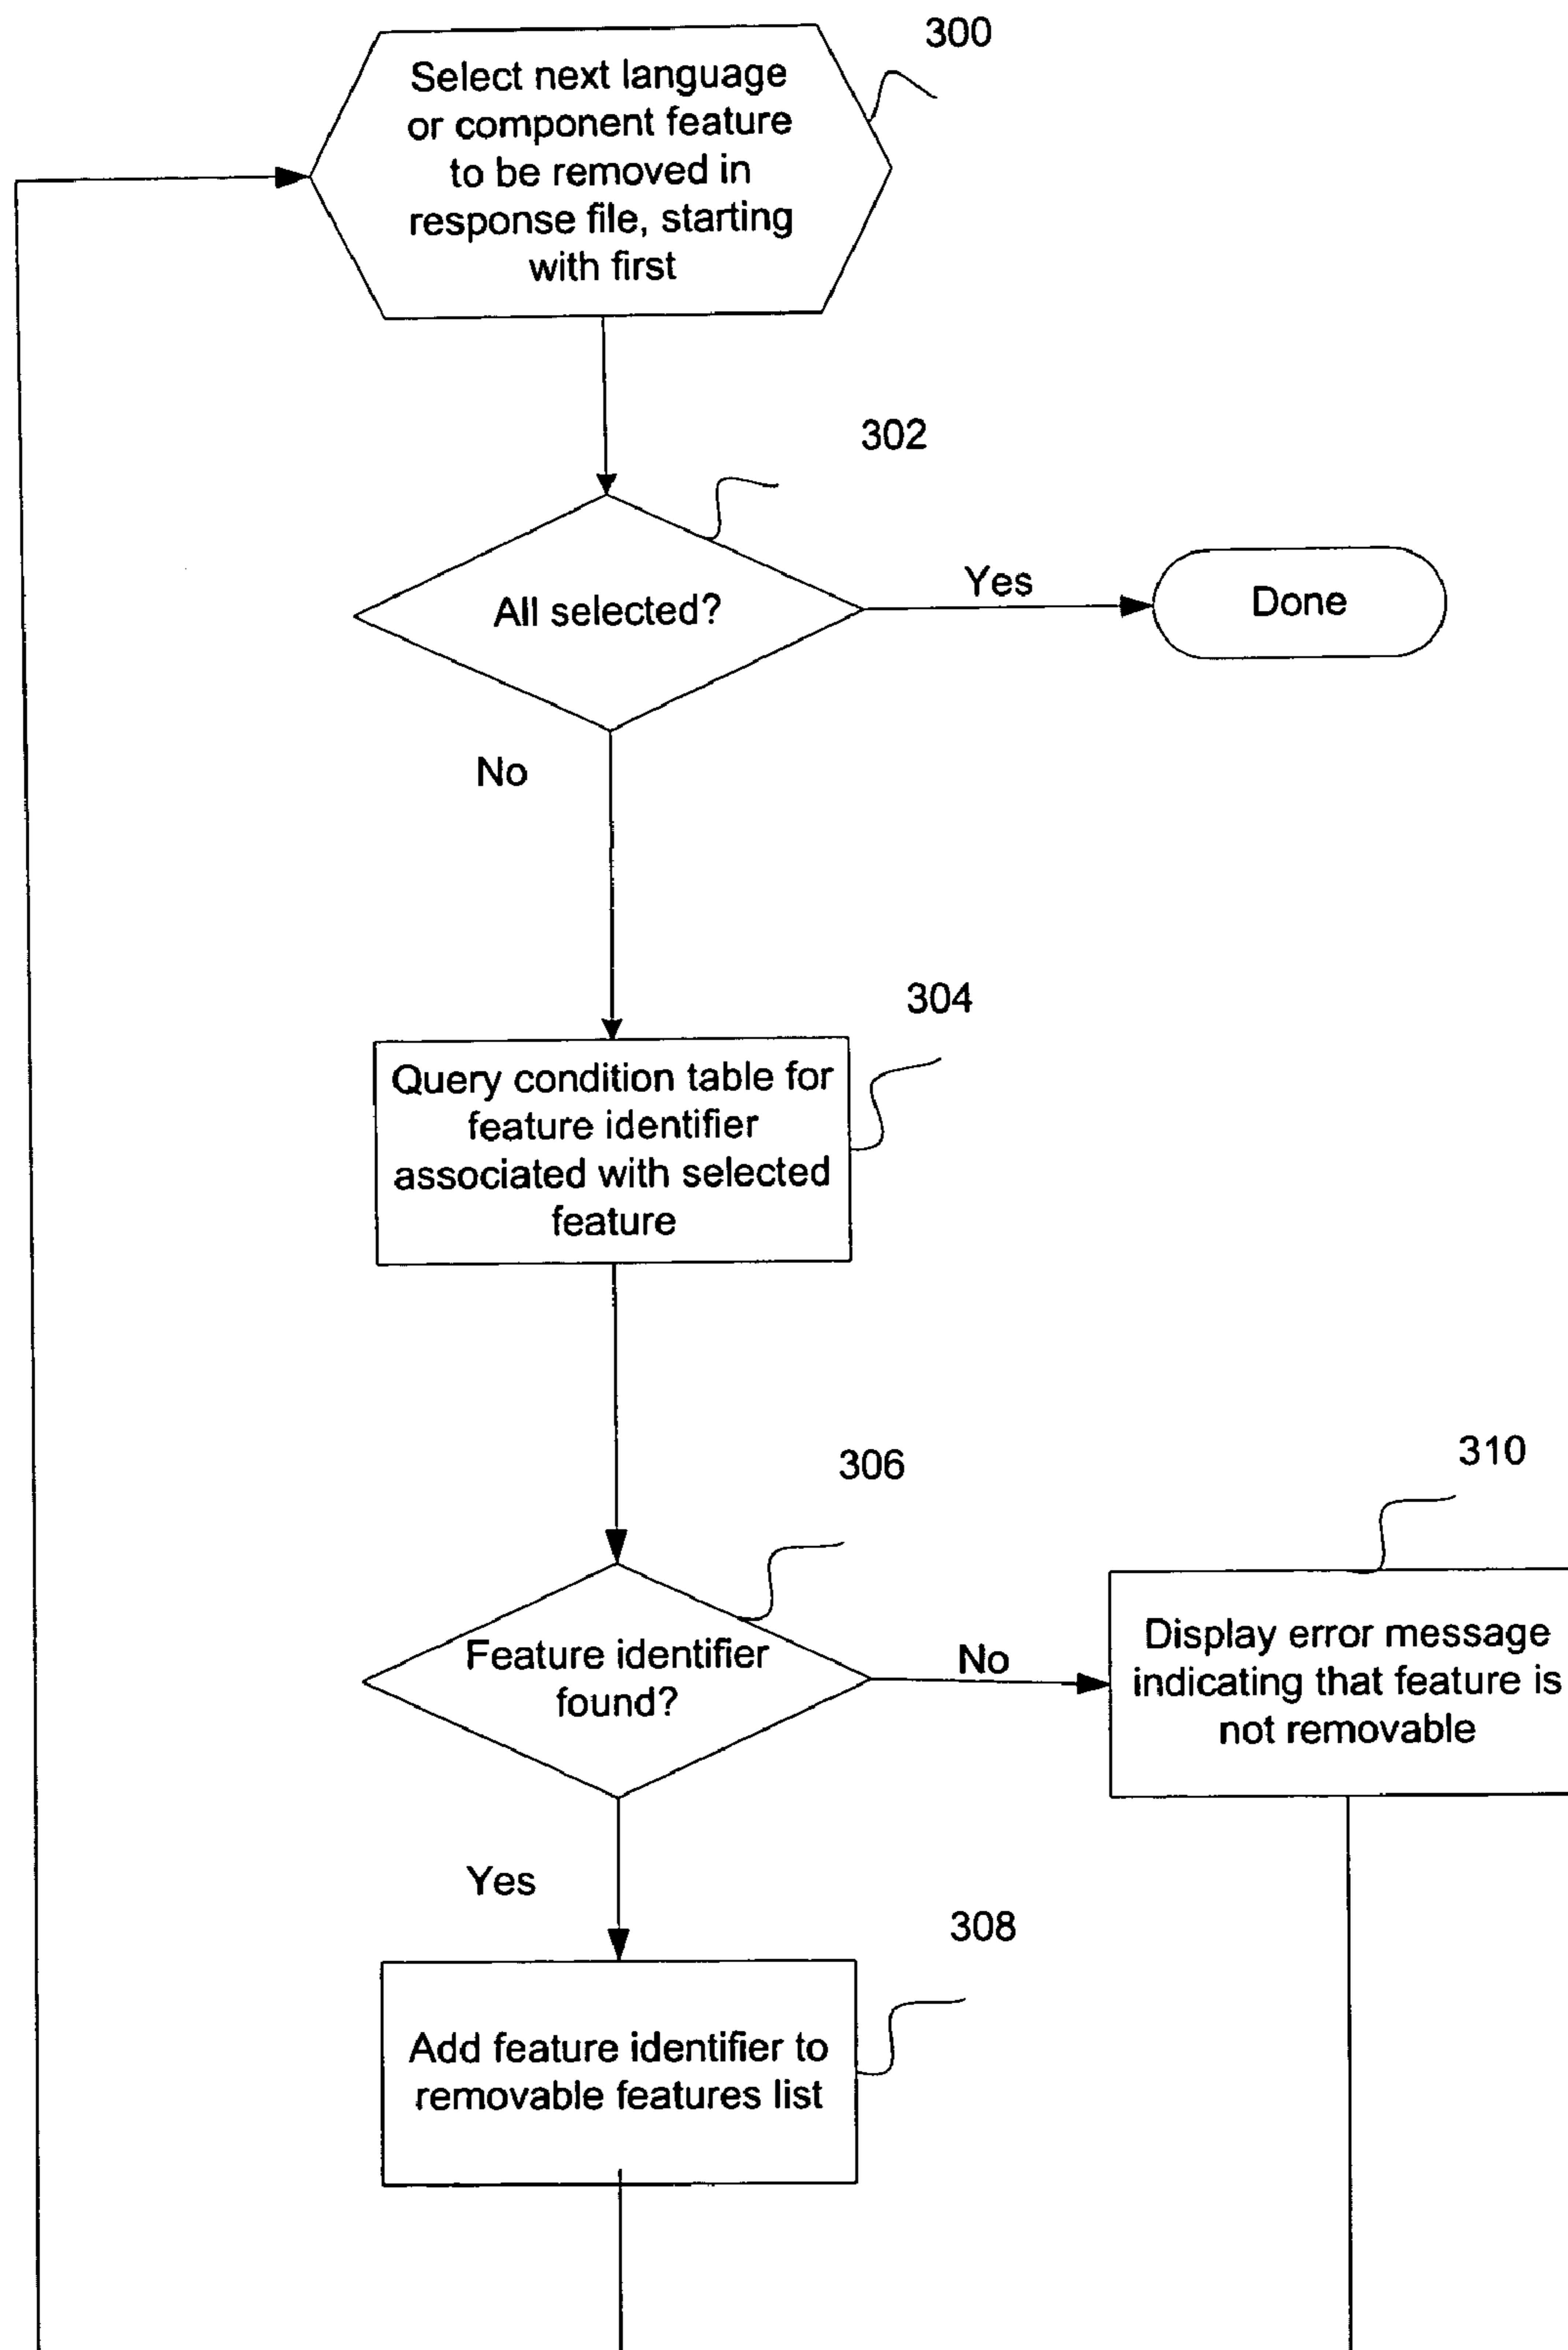 300
Select next language
or component feature
to be removed in
response file, starting
with first
302
All selected?
Yes
Done
No
304
Query condition table for
feature identifier
associated with selected
feature
306
310
Feature identifier
found?
No
Display error message
indicating that feature is
not removable
Yes
308
Add feature identifier to
removable features list